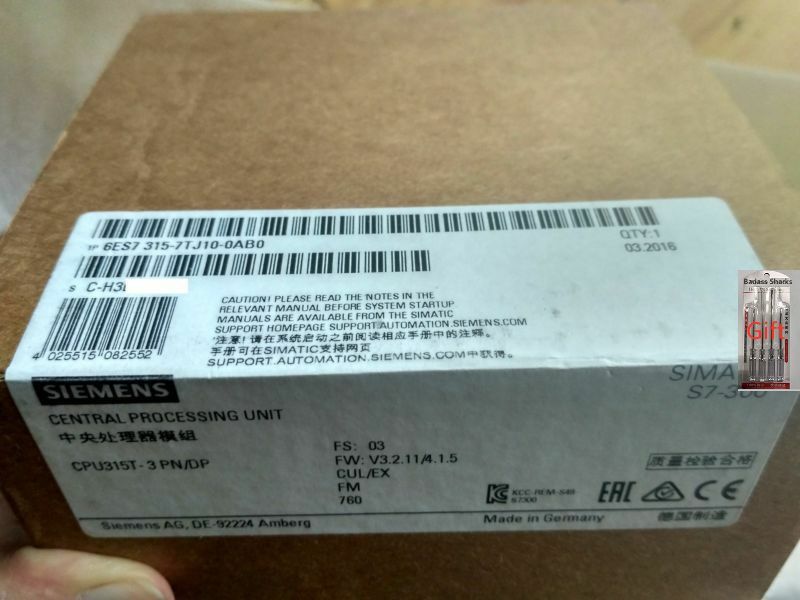 1P 6ES7 315-7TJ10-0AB0
QTY:1
03.2016
S C-H3
4 025515 082552
CAUTION! PLEASE READ THE NOTES IN THE
RELEVANT MANUAL BEFORE SYSTEM STARTUP.
MANUALS ARE AVAILABLE FROM THE SIMATIC
SUPPORT HOMEPAGE SUPPORT.AUTOMATION.SIEMENS.COM
"注意! 请在系统启动之前阅读相应手册中的注释。
手册可在SIMATIC支持网页
SUPPORT.AUTOMATION.SIEMENS.COM中获得。
SIEMENS
SIMA
S7-300
CENTRAL PROCESSING UNIT
中央处理器模组
CPU315T-3 PN/DP
FS: 03
FW: V3.2.11/4.1.5
CUL/EX
FM
760
质量检验合格
KCC-REM-S49
S7300
EAC
CE
Siemens AG, DE-92224 Amberg
Made in Germany
德国制造
Badass Sharks
Gift